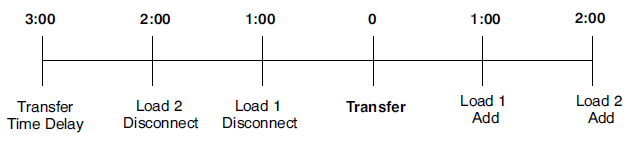 3:00 2:00 1:00 0 1:00 2:00
Transfer Time Delay
Load 2 Disconnect
Load 1 Disconnect
Transfer
Load 1 Add
Load 2 Add